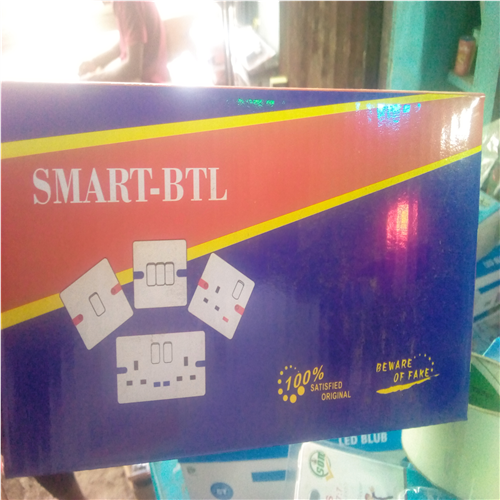 SMART-BTL
100%
SATISFIED
ORIGINAL
BEWARE
OF FAKE
LED BLUB